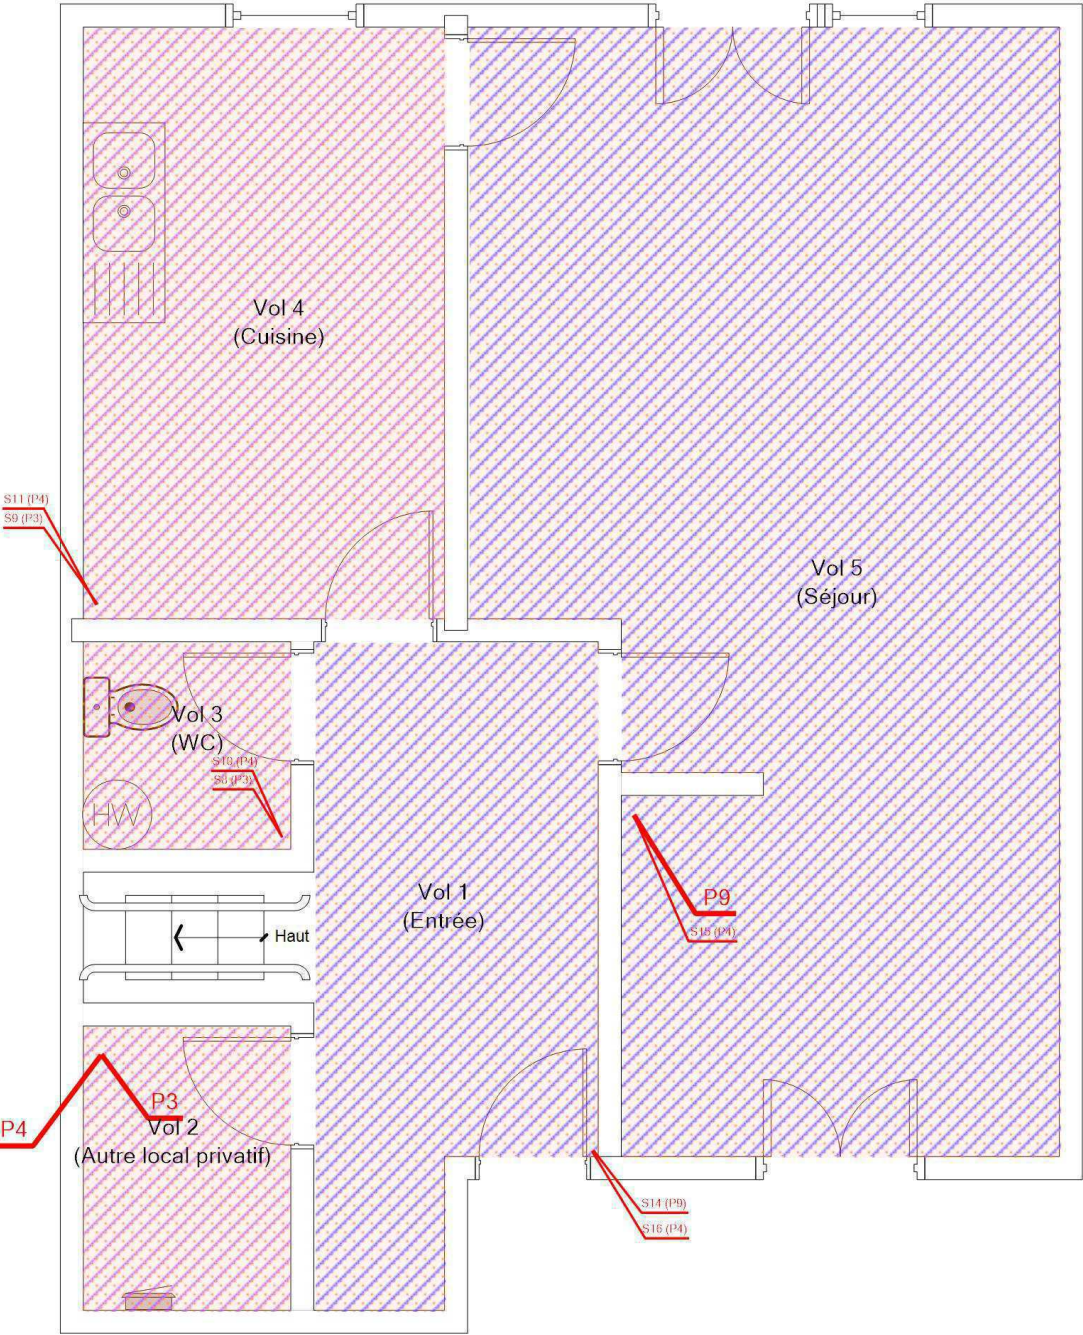 Vol 4
(Cuisine)
S11 (P4)
S9 (P3)
Vol 5
(Séjour)
Vol 3
(WC)
S10 (P4)
S8 (P3)
HW
Vol 1
(Entrée)
P9
S15 (P4)
Haut
P3
P4
Vol 2
(Autre local privatif)
S14 (P9)
S16 (P4)